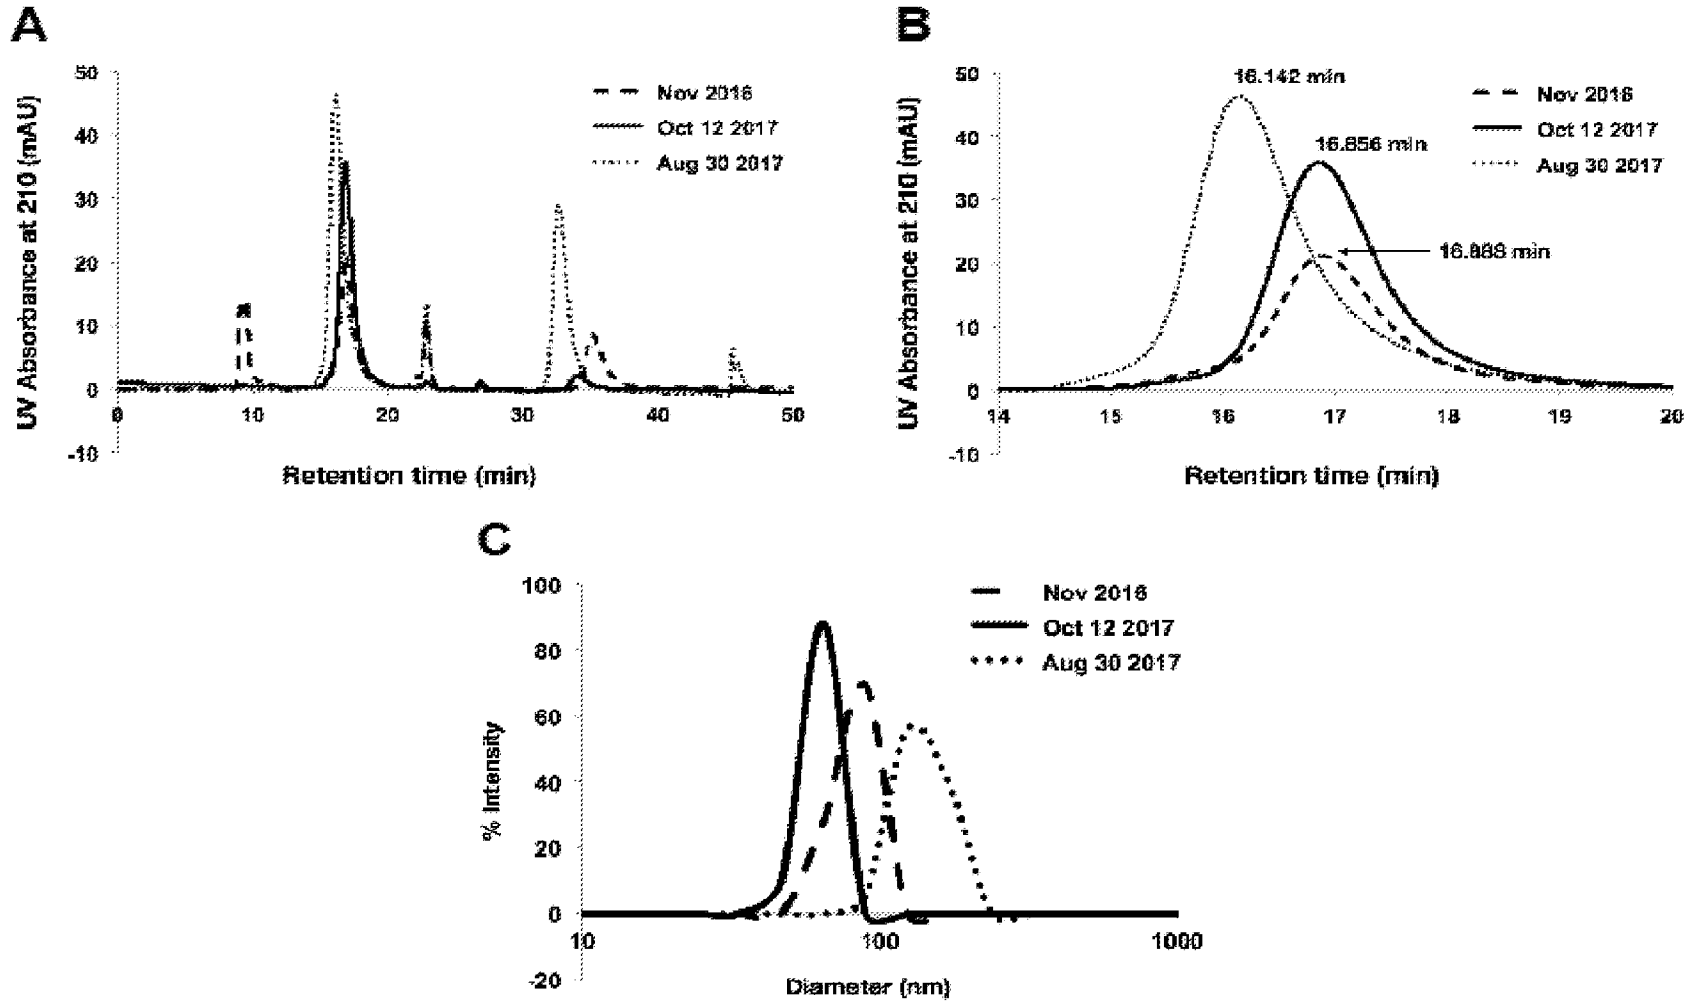 A
50
40
30
20
10
0
-10
UV Absorbance at 210 (mAU)
Nov 2016
Oct 12 2017
Aug 30 2017
0 10 20 30 40 50
Retention time (min)
B
50
40
30
20
10
0
-10
UV Absorbance at 210 (mAU)
16.142 min
16.856 min
16.888 min
Nov 2016
Oct 12 2017
Aug 30 2017
14 15 16 17 18 19 20
Retention time (min)
C
100
80
60
40
20
0
-20
% Intensity
Nov 2016
Oct 12 2017
Aug 30 2017
10 100 1000
Diameter (nm)